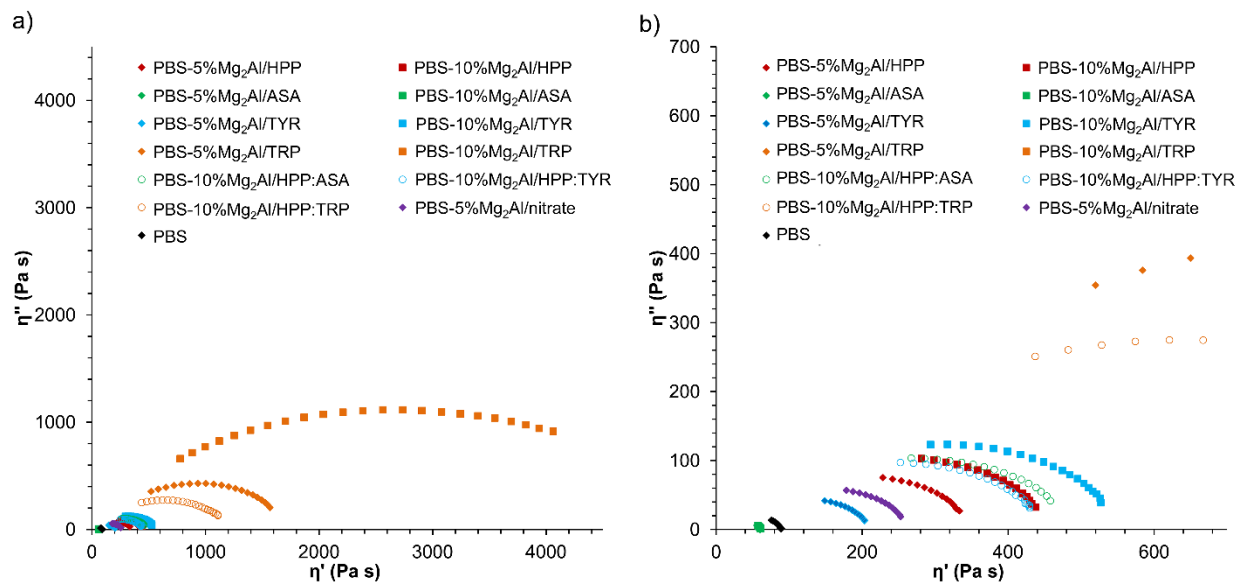 a)
4000
3000
2000
1000
0
0
1000
2000
3000
4000
η'' (Pa s)
η' (Pa s)
PBS-5%Mg₂Al/HPP
PBS-10%Mg₂Al/HPP
PBS-5%Mg₂Al/ASA
PBS-10%Mg₂Al/ASA
PBS-5%Mg₂Al/TYR
PBS-10%Mg₂Al/TYR
PBS-5%Mg₂Al/TRP
PBS-10%Mg₂Al/TRP
PBS-10%Mg₂Al/HPP:ASA
PBS-10%Mg₂Al/HPP:TYR
PBS-10%Mg₂Al/HPP:TRP
PBS-5%Mg₂Al/nitrate
PBS
b)
700
600
500
400
300
200
100
0
0
200
400
600
η'' (Pa s)
η' (Pa s)
PBS-5%Mg₂Al/HPP
PBS-10%Mg₂Al/HPP
PBS-5%Mg₂Al/ASA
PBS-10%Mg₂Al/ASA
PBS-5%Mg₂Al/TYR
PBS-10%Mg₂Al/TYR
PBS-5%Mg₂Al/TRP
PBS-10%Mg₂Al/TRP
PBS-10%Mg₂Al/HPP:ASA
PBS-10%Mg₂Al/HPP:TYR
PBS-10%Mg₂Al/HPP:TRP
PBS-5%Mg₂Al/nitrate
PBS